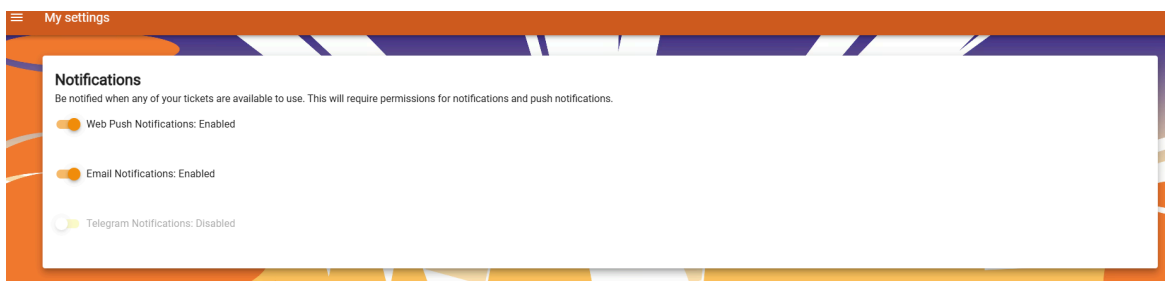 My settings
Notifications
Be notified when any of your tickets are available to use. This will require permissions for notifications and push notifications.
Web Push Notifications: Enabled
Email Notifications: Enabled
Telegram Notifications: Disabled